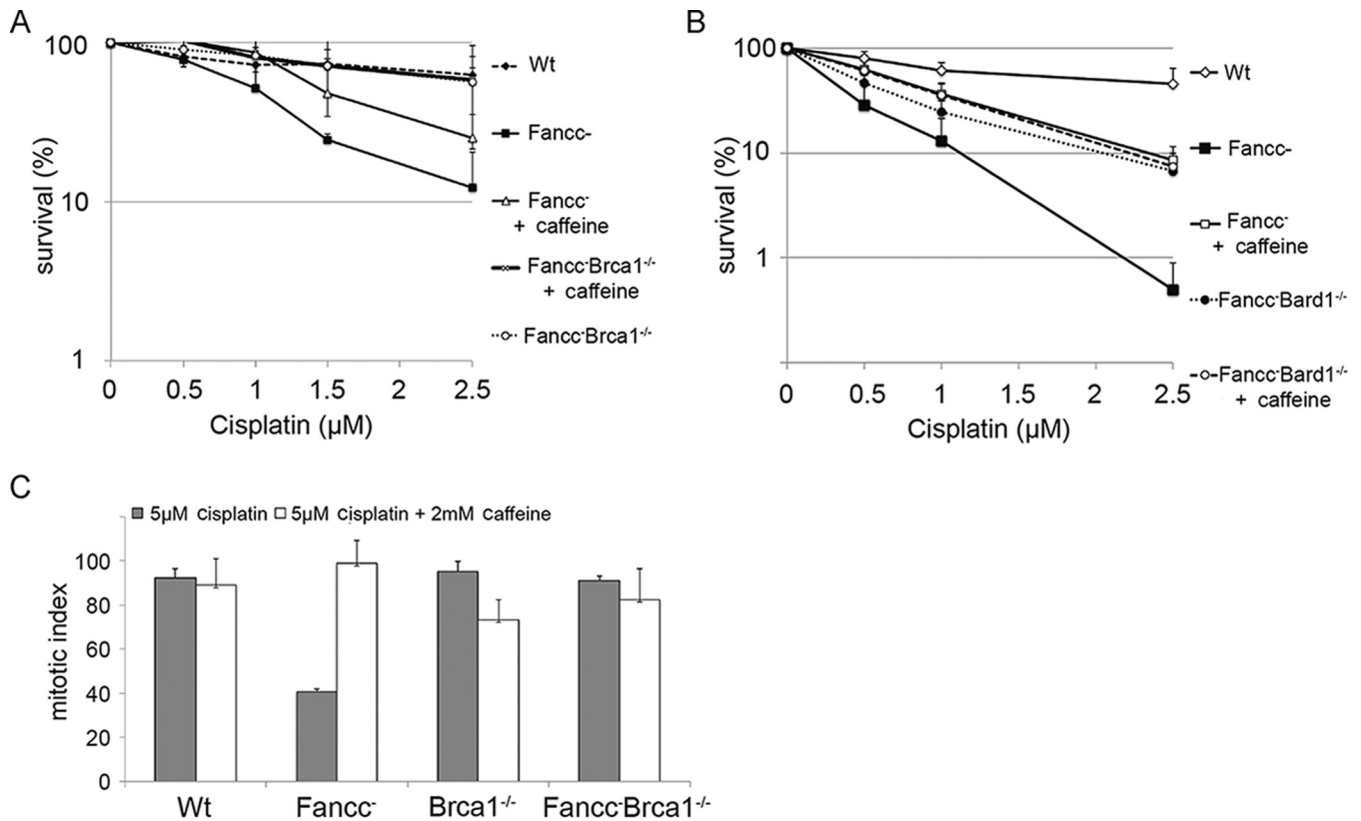 A
100
10
1
survival (%)
0 0.5 1 1.5 2 2.5
Cisplatin (µM)
Wt
Fancc-
Fancc-
+ caffeine
Fancc-Brca1-/-
+ caffeine
Fancc-Brca1-/-
B
100
10
1
survival (%)
0 0.5 1 1.5 2 2.5
Cisplatin (µM)
Wt
Fancc-
Fancc-
+ caffeine
Fancc-Bard1-/-
Fancc-Bard1-/-
+ caffeine
C
5µM cisplatin 5µM Cisplatin + 2mM Caffeine
100
80
60
40
20
0
mitotic index
Wt Fancc- Brca1-/- Fancc-Brca1-/-